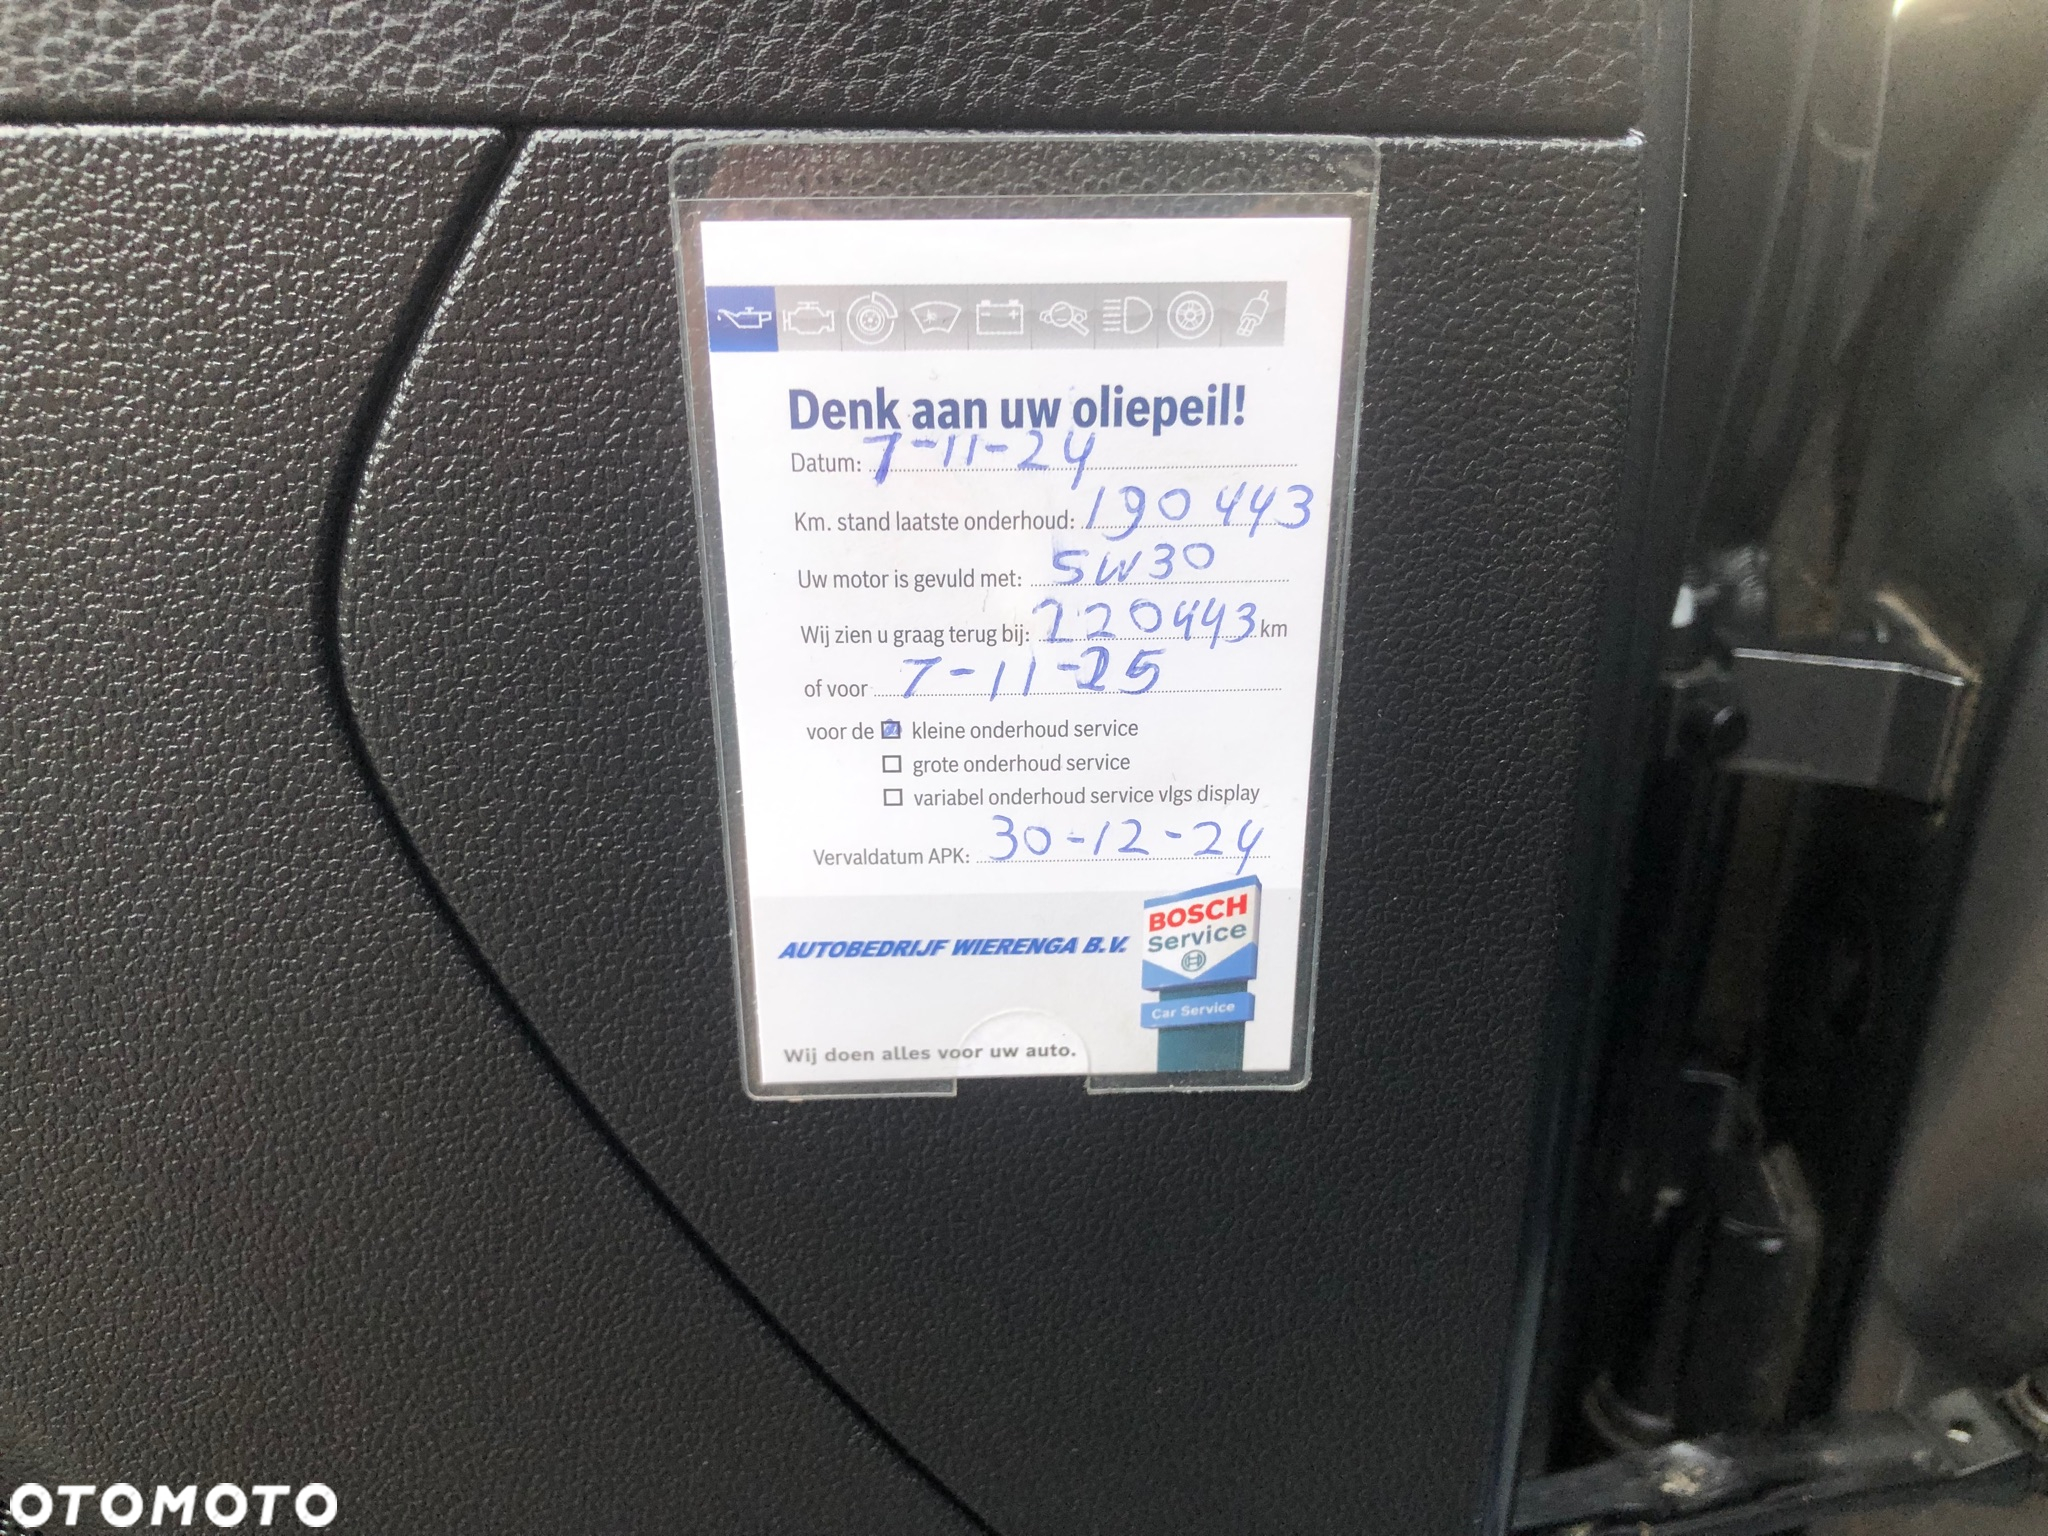 Denk aan uw oliepeil!
Datum: 7-11-24
Km. stand laatste onderhoud: 190443
Uw motor is gevuld met: 5W30
Wij zien u graag terug bij: 220443 km
of voor 7-11-25
voor de kleine onderhoud service
grote onderhoud service
variabel onderhoud service vlgs display
Vervaldatum APK: 30-12-24
AUTOBEDRIJF WIERENGA B.V.
BOSCH
Service
Car Service
Wij doen alles voor uw auto.
OTOMOTO